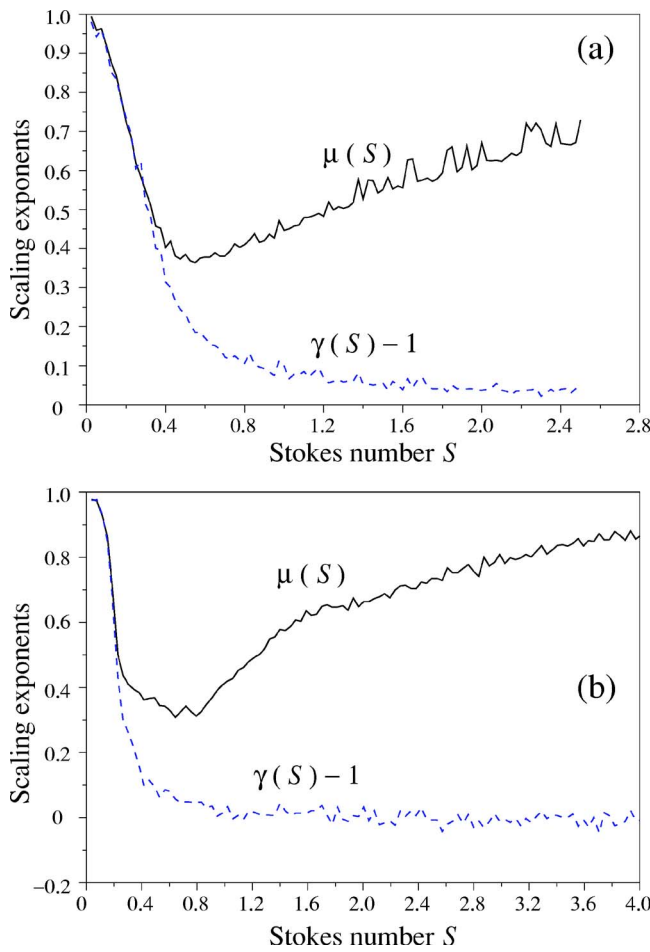 1.0
(a)
0.9
0.8
0.7
μ(S)
0.6
0.5
0.4
0.3
0.2
γ(S) − 1
0.1
0
0 0.4 0.8 1.2 1.6 2.0 2.4 2.8
Scaling exponents
Stokes number S
1.0
0.8
μ(S)
0.6
0.4
(b)
0.2
γ(S) − 1
0
−0.2
0 0.4 0.8 1.2 1.6 2.0 2.4 2.8 3.2 3.6 4.0
Scaling exponents
Stokes number S